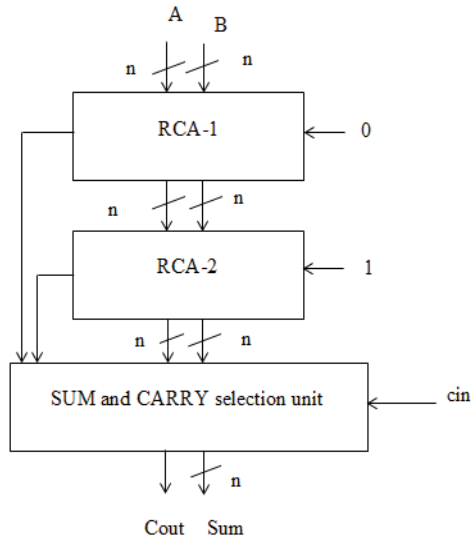 A B
n n
RCA-1 0
n n
RCA-2 1
n n
SUM and CARRY selection unit cin
n
Cout Sum